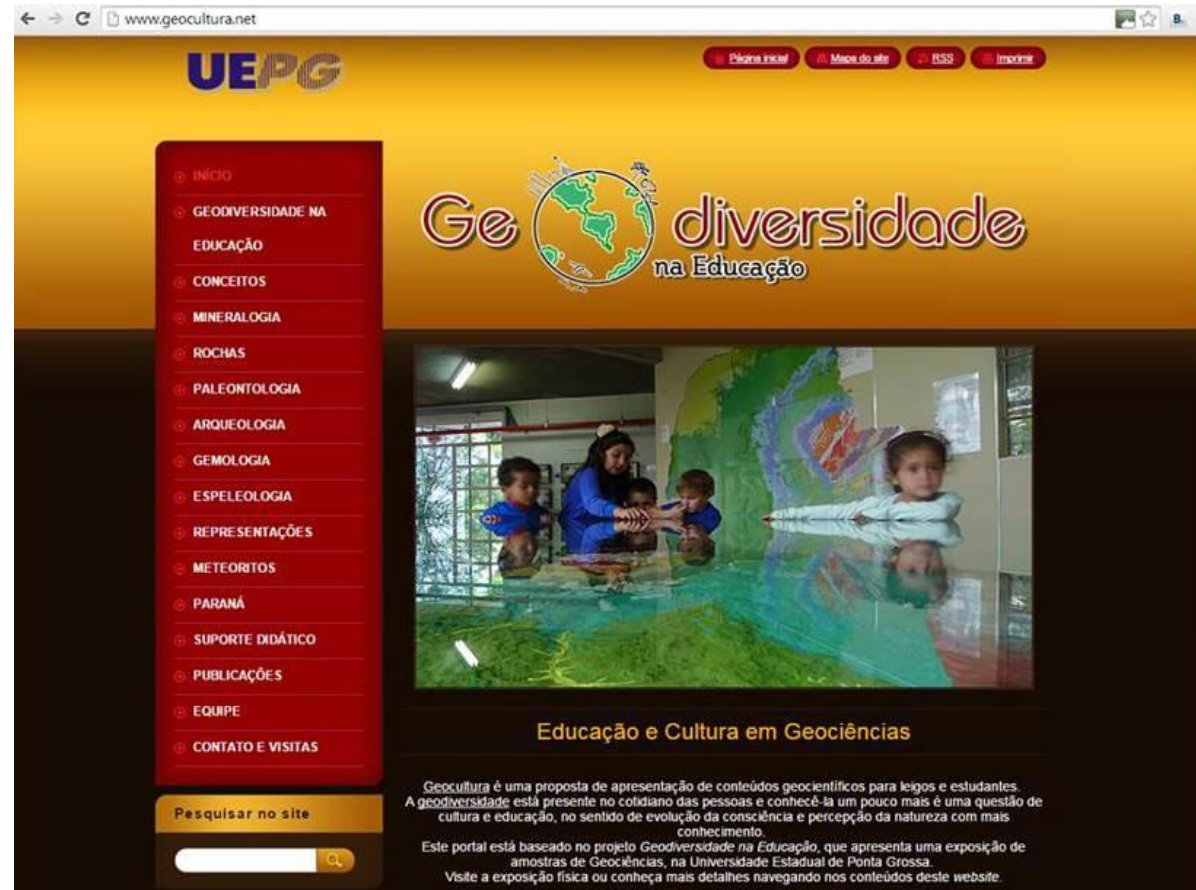 www.geocultura.net
B.
UEPG
Página inicial
Mapa do site
RSS
Imprimir
INÍCIO
GEODIVERSIDADE NA
EDUCAÇÃO
CONCEITOS
MINERALOGIA
ROCHAS
PALEONTOLOGIA
ARQUEOLOGIA
GEMOLOGIA
ESPELEOLOGIA
REPRESENTAÇÕES
METEORITOS
PARANÁ
SUPORTE DIDÁTICO
PUBLICAÇÕES
EQUIPE
CONTATO E VISITAS
Pesquisar no site
Ge diversidade
na Educação
Educação e Cultura em Geociências
Geocultura é uma proposta de apresentação de conteúdos geocientíficos para leigos e estudantes.
A geodiversidade está presente no cotidiano das pessoas e conhecê-la um pouco mais é uma questão de
cultura e educação, no sentido de evolução da consciência e percepção da natureza com mais
conhecimento.
Este portal está baseado no projeto Geodiversidade na Educação, que apresenta uma exposição de
amostras de Geociências, na Universidade Estadual de Ponta Grossa.
Visite a exposição física ou conheça mais detalhes navegando nos conteúdos deste website.